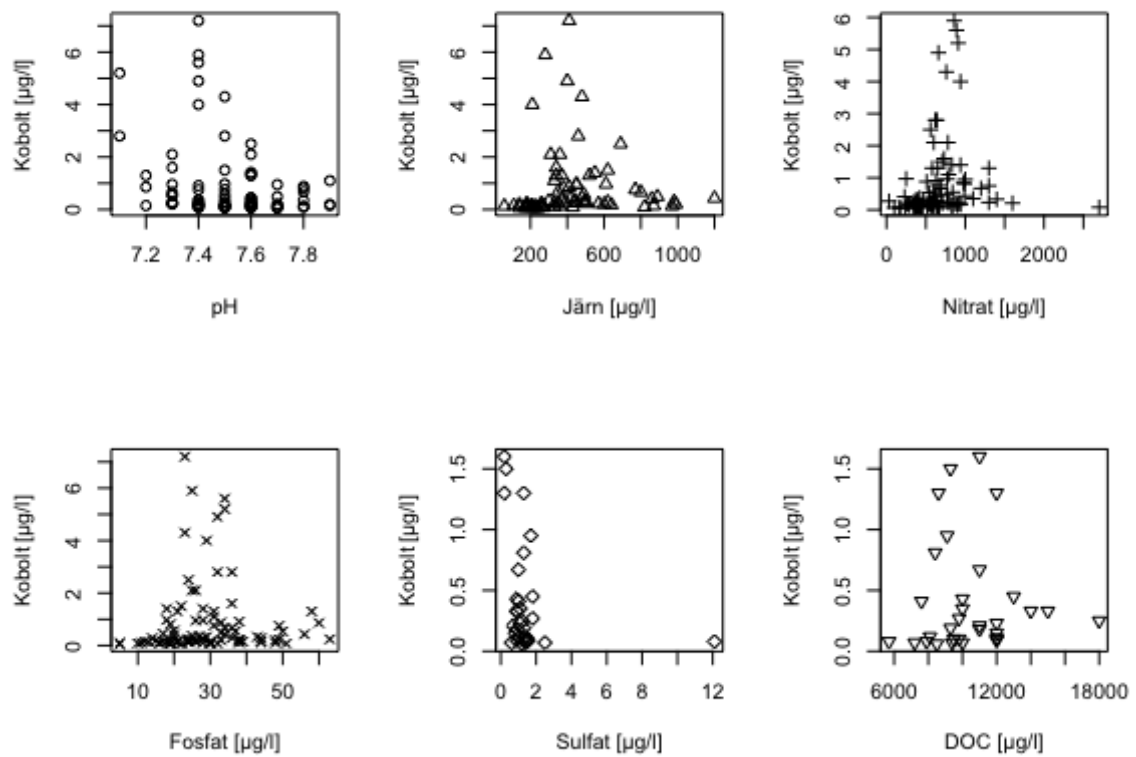 Kobolt [µg/l]
0 2 4 6
7.2 7.4 7.6 7.8
pH
Kobolt [µg/l]
0 2 4 6
200 600 1000
Järn [µg/l]
Kobolt [µg/l]
0 1 2 3 4 5 6
0 1000 2000
Nitrat [µg/l]
Kobolt [µg/l]
0 2 4 6
10 30 50
Fosfat [µg/l]
Kobolt [µg/l]
0.0 0.5 1.0 1.5
0 2 4 6 8 12
Sulfat [µg/l]
Kobolt [µg/l]
0.0 0.5 1.0 1.5
6000 12000 18000
DOC [µg/l]